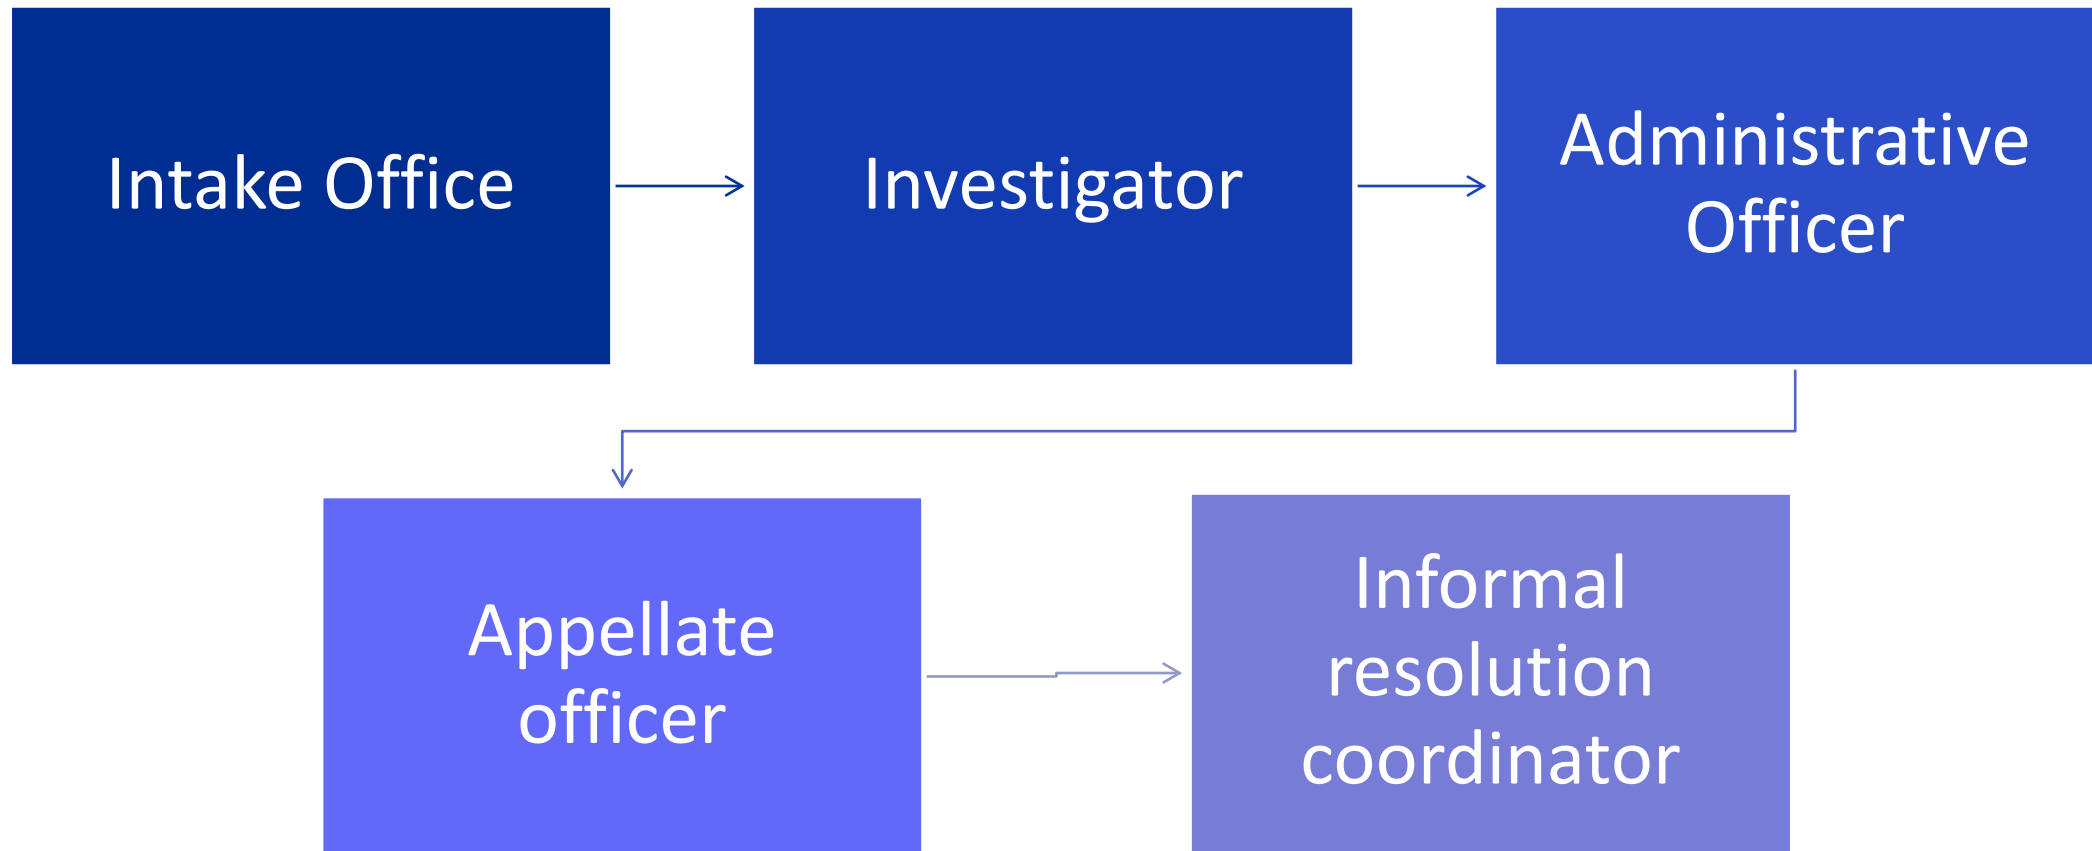 Intake Office
Investigator
Administrative
Officer
Appellate
officer
Informal
resolution
coordinator